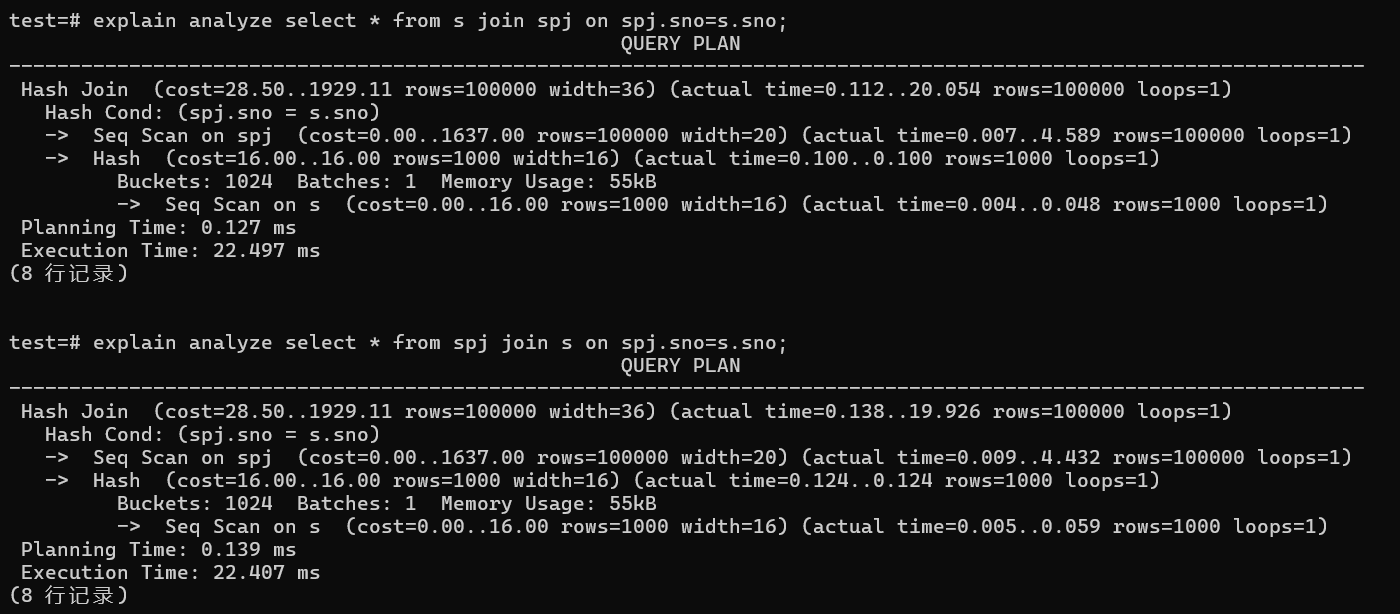 test=# explain analyze select * from s join spj on spj.sno=s.sno;
QUERY PLAN
-----------------------------------------------------------------------------------------------------------------
Hash Join  (cost=28.50..1929.11 rows=100000 width=36) (actual time=0.112..20.054 rows=100000 loops=1)
  Hash Cond: (spj.sno = s.sno)
  ->  Seq Scan on spj  (cost=0.00..1637.00 rows=100000 width=20) (actual time=0.007..4.589 rows=100000 loops=1)
  ->  Hash  (cost=16.00..16.00 rows=1000 width=16) (actual time=0.100..0.100 rows=1000 loops=1)
        Buckets: 1024  Batches: 1  Memory Usage: 55kB
        ->  Seq Scan on s  (cost=0.00..16.00 rows=1000 width=16) (actual time=0.004..0.048 rows=1000 loops=1)
Planning Time: 0.127 ms
Execution Time: 22.497 ms
(8 行记录)
test=# explain analyze select * from spj join s on spj.sno=s.sno;
QUERY PLAN
-----------------------------------------------------------------------------------------------------------------
Hash Join  (cost=28.50..1929.11 rows=100000 width=36) (actual time=0.138..19.926 rows=100000 loops=1)
  Hash Cond: (spj.sno = s.sno)
  ->  Seq Scan on spj  (cost=0.00..1637.00 rows=100000 width=20) (actual time=0.009..4.432 rows=100000 loops=1)
  ->  Hash  (cost=16.00..16.00 rows=1000 width=16) (actual time=0.124..0.124 rows=1000 loops=1)
        Buckets: 1024  Batches: 1  Memory Usage: 55kB
        ->  Seq Scan on s  (cost=0.00..16.00 rows=1000 width=16) (actual time=0.005..0.059 rows=1000 loops=1)
Planning Time: 0.139 ms
Execution Time: 22.407 ms
(8 行记录)